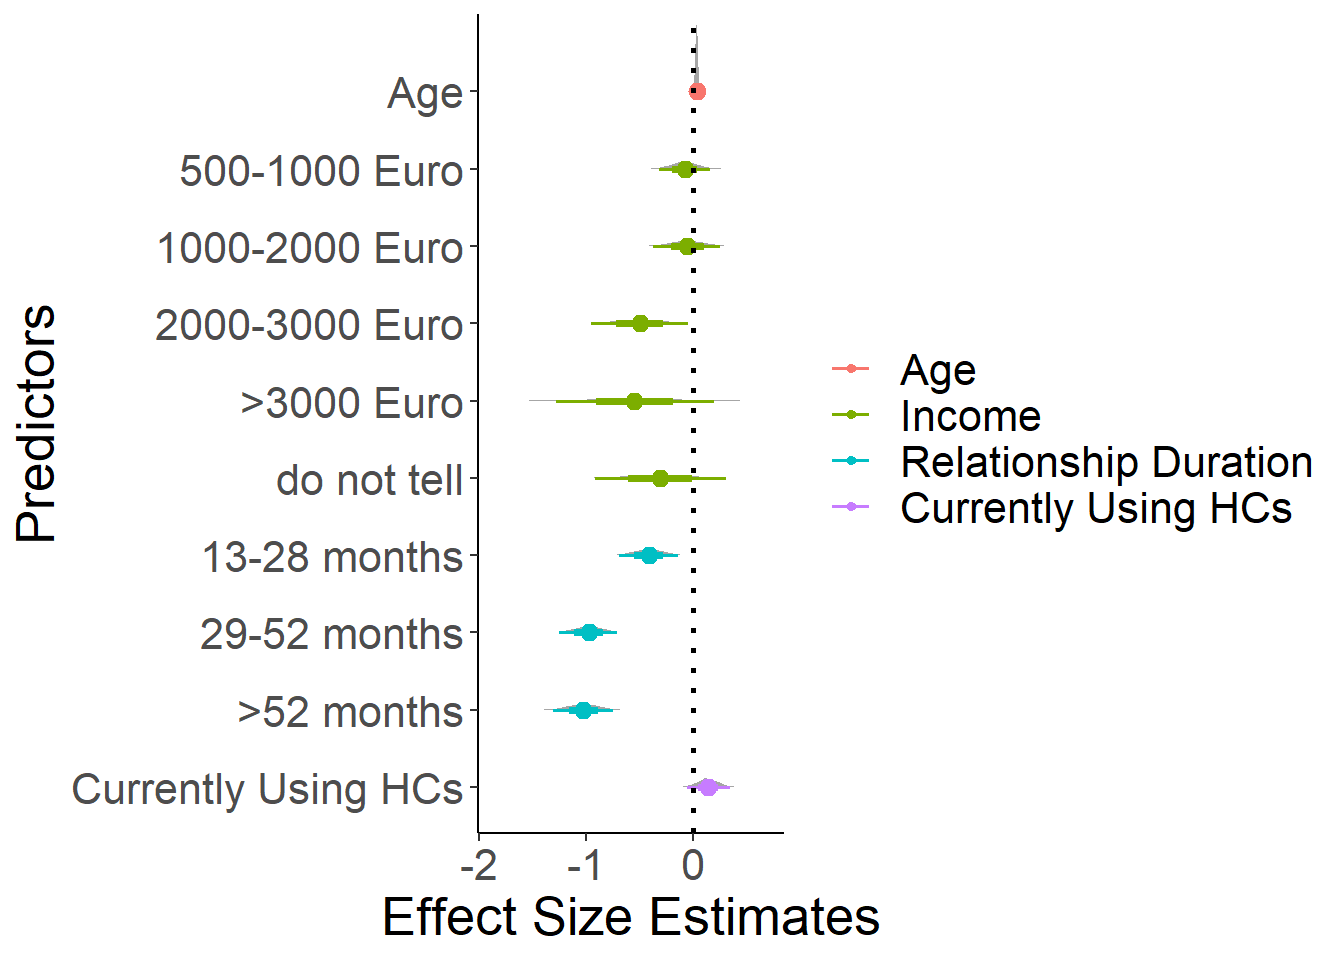 Predictors
Age
500-1000 Euro
1000-2000 Euro
2000-3000 Euro
>3000 Euro
do not tell
13-28 months
29-52 months
>52 months
Currently Using HCs
-2 -1 0
Effect Size Estimates
Age
Income
Relationship Duration
Currently Using HCs